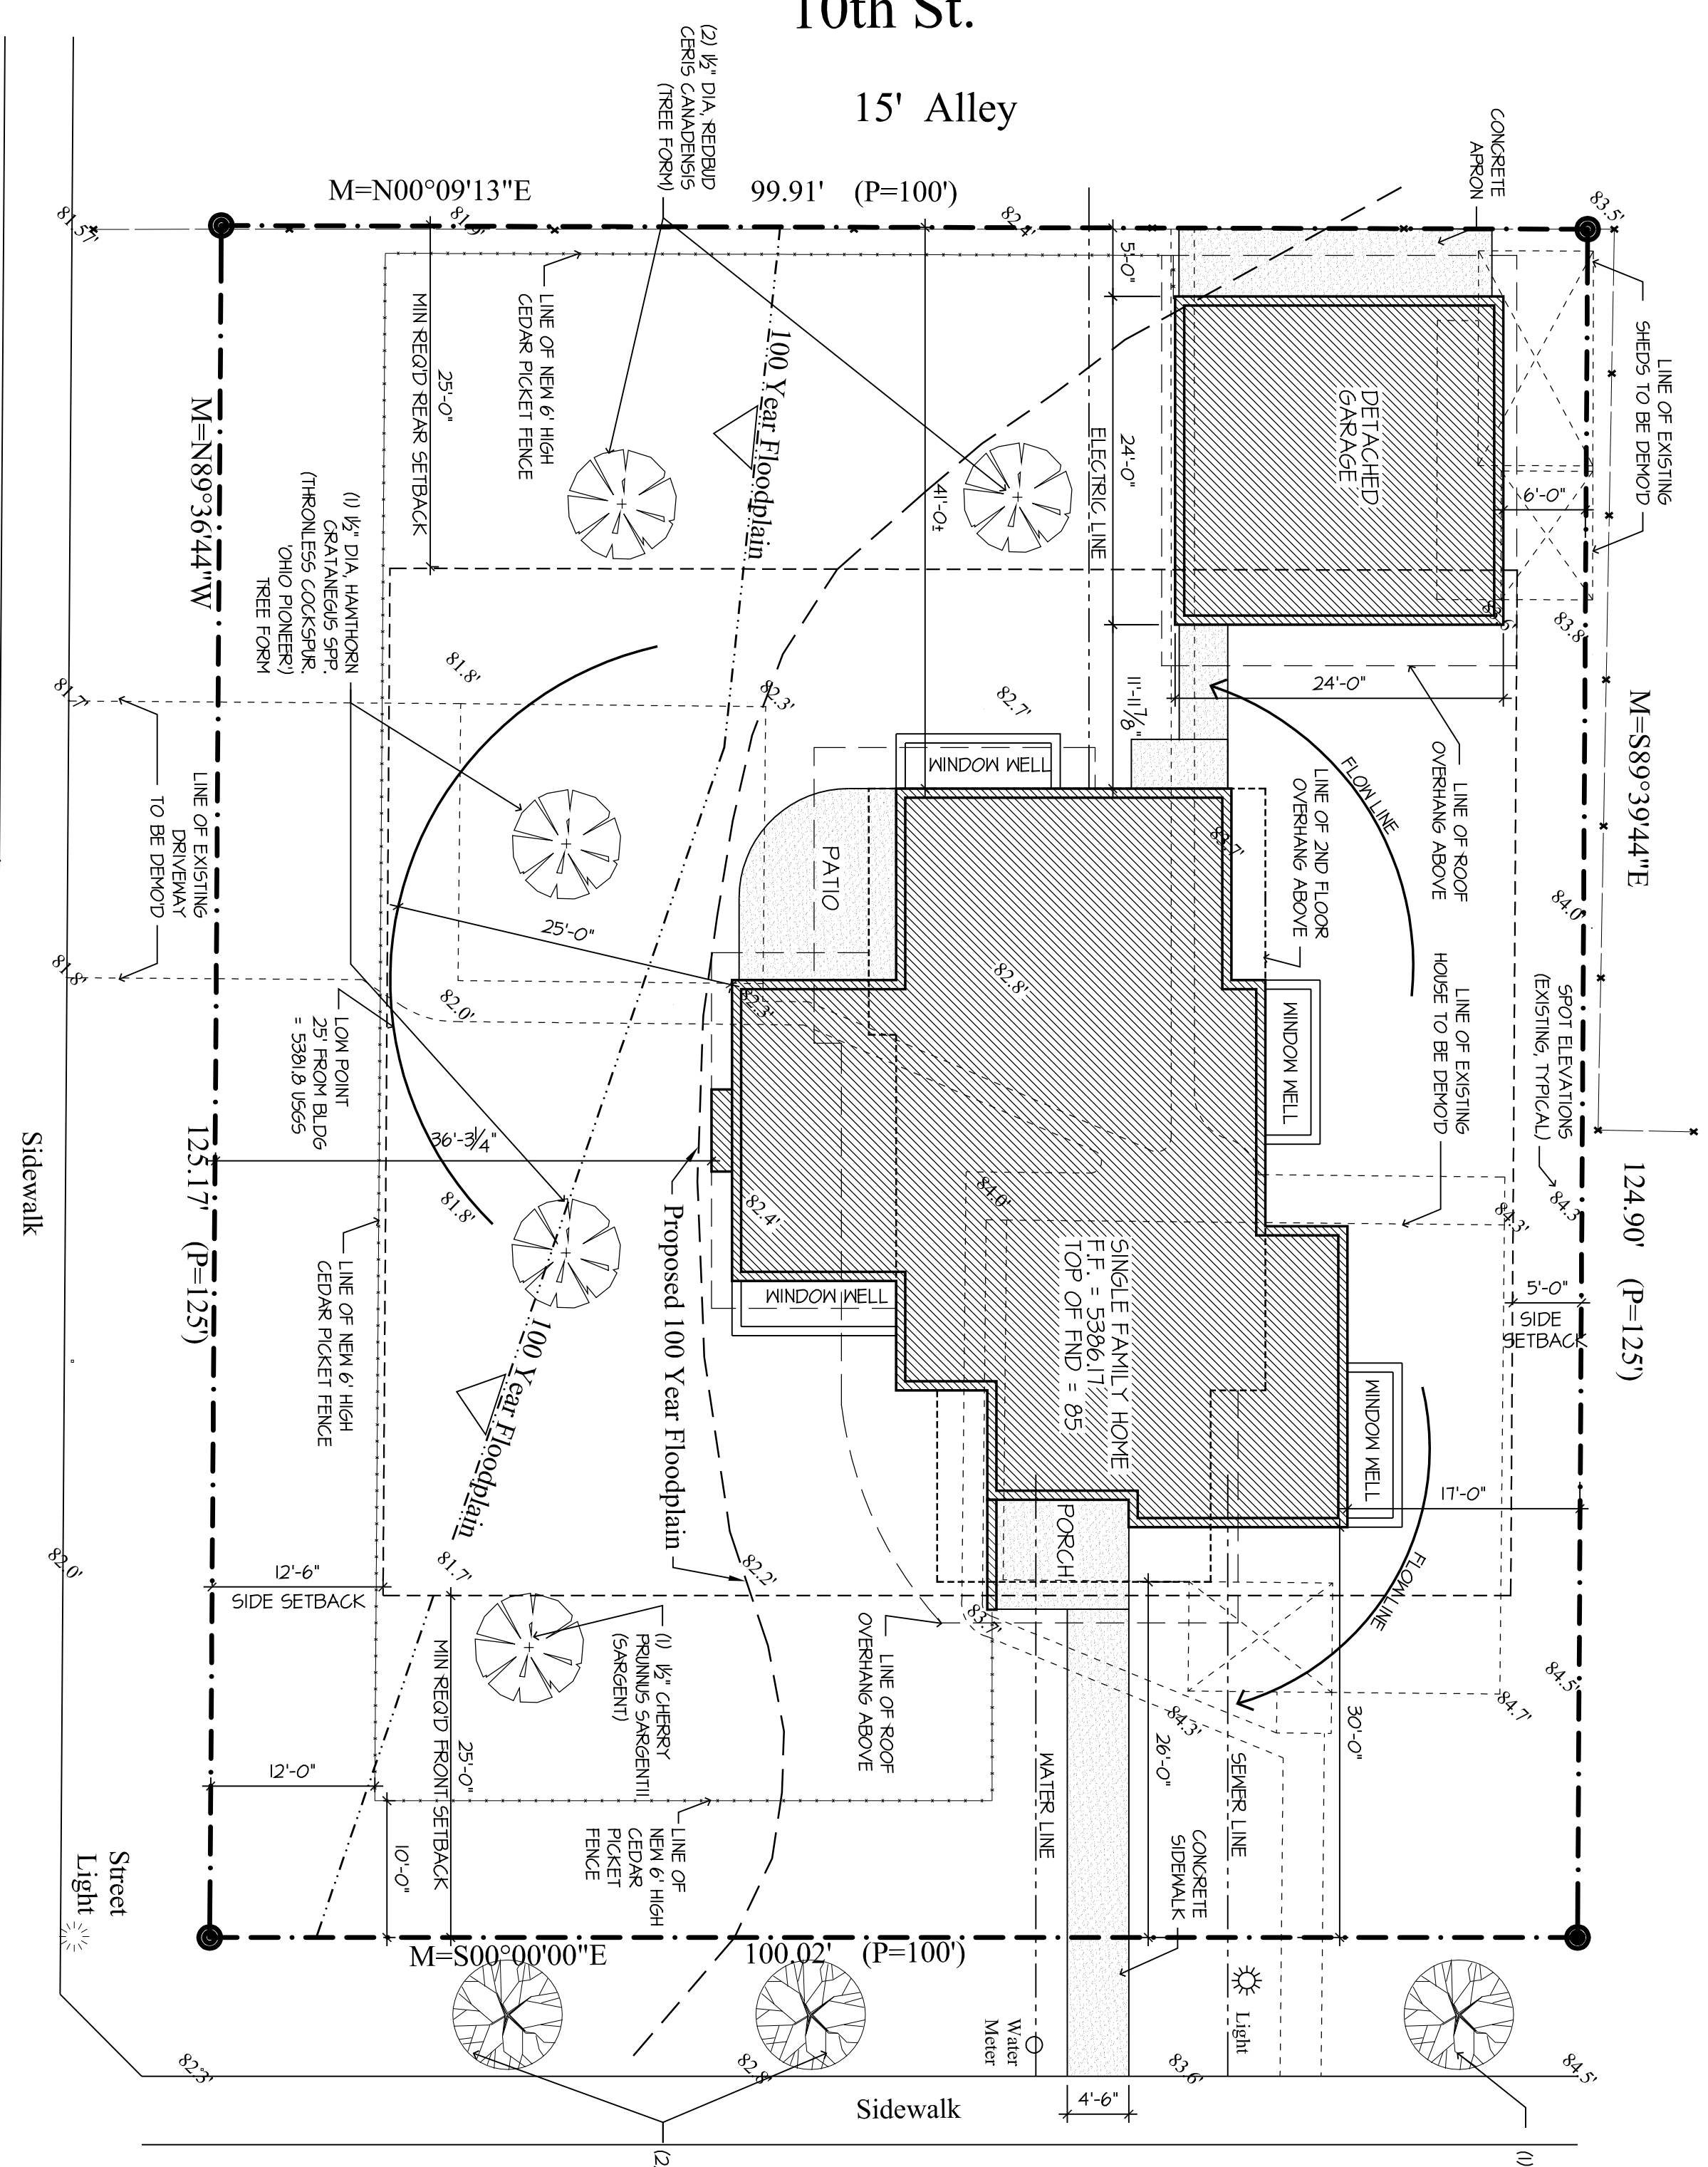 10th St.
15' Alley
(2) 1½" DIA, REDBUD
CERIS CANADENSIS
(TREE FORM)
CONCRETE
APRON
M=N00°09'13"E
99.91' (P=100')
81.57'
81.9'
82.4'
83.5'
5'-0"
LINE OF EXISTING
SHEDS TO BE DEMO'D
MIN REQ'D REAR SETBACK
25'-0"
LINE OF NEW 6' HIGH
CEDAR PICKET FENCE
100 Year Floodplain
41'-0±
ELECTRIC LINE
24'-0"
DETACHED
GARAGE
6'-0"
M=N89°36'44"W
(1) 1½" DIA, HAWTHORN
CRATANEGUS SPP.
(THRONLESS COCKSPUR.
'OHIO PIONEER')
TREE FORM
83.8'
81.7'
81.8'
82.3'
82.7'
11'-11⅞"
24'-0"
M=S89°39'44"E
FLOW LINE
LINE OF ROOF
OVERHANG ABOVE
LINE OF 2ND FLOOR
OVERHANG ABOVE
WINDOW WELL
LINE OF EXISTING
DRIVEWAY
TO BE DEMO'D
PATIO
25'-0"
84.0'
81.8'
82.0'
82.3'
82.8'
WINDOW WELL
LINE OF EXISTING
HOUSE TO BE DEMO'D
SPOT ELEVATIONS
(EXISTING, TYPICAL)
LOW POINT
25' FROM BLDG
= 5381.8 USGS
Sidewalk
125.17' (P=125')
36'-3/4"
81.8'
82.4'
84.0'
84.3'
84.3'
124.90' (P=125')
Proposed 100 Year Floodplain
LINE OF NEW 6' HIGH
CEDAR PICKET FENCE
SINGLE FAMILY HOME
F.F. = 5386.17
TOP OF FND = 85
WINDOW WELL
5'-0"
SIDE
SETBACK
100 Year Floodplain
WINDOW WELL
17'-0"
PORCH
FLOW LINE
82.0'
12'-6"
SIDE SETBACK
81.7'
82.2'
83.7'
84.5'
84.7'
84.3'
MIN REQ'D FRONT SETBACK
25'-0"
(1) 1½" CHERRY
PRUNNUS SARGENTII
(SARGENT)
LINE OF ROOF
OVERHANG ABOVE
30'-0"
26'-0"
12'-0"
10'-0"
LINE OF
NEW 6' HIGH
CEDAR
PICKET
FENCE
WATER LINE
SEWER LINE
CONCRETE
SIDEWALK
Street
Light
M=S00°00'00"E
100.02' (P=100')
Water
Meter
Light
82.3'
82.8'
83.6'
84.5'
4'-6"
Sidewalk
(2
(1)